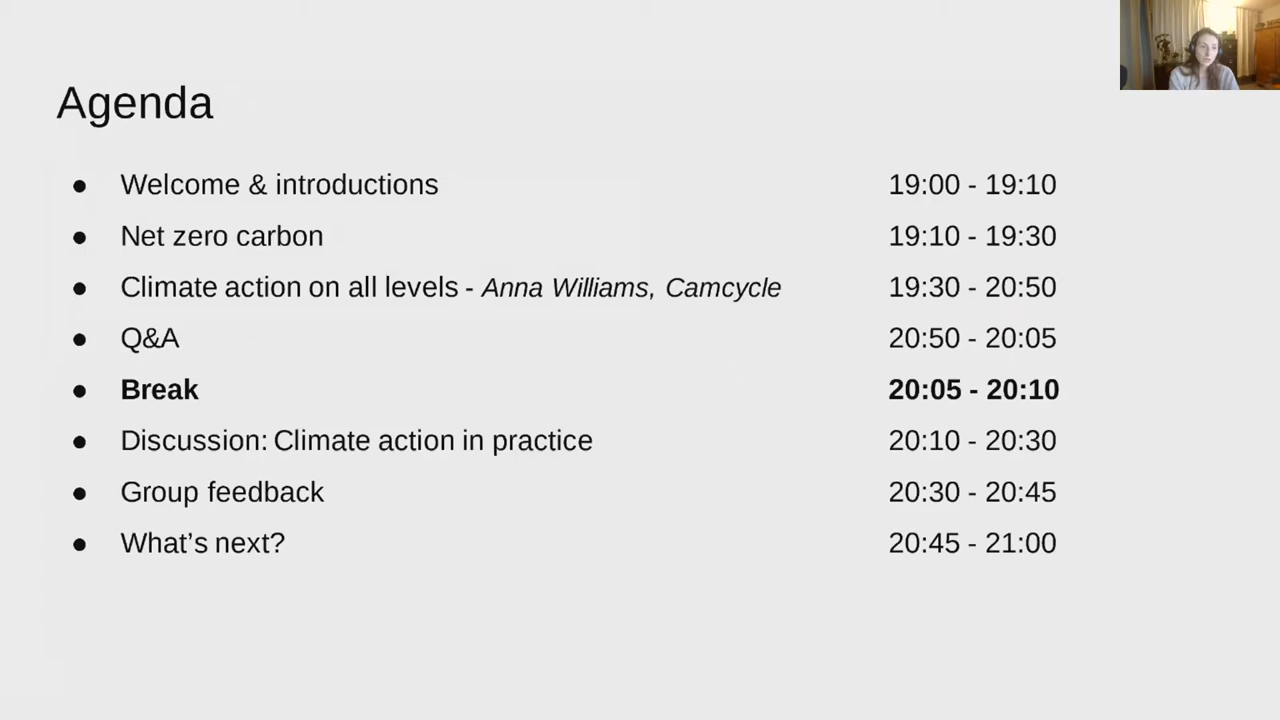 Agenda
● Welcome & introductions 19:00 - 19:10
● Net zero carbon 19:10 - 19:30
● Climate action on all levels - Anna Williams, Camcycle 19:30 - 20:50
● Q&A 20:50 - 20:05
● Break 20:05 - 20:10
● Discussion: Climate action in practice 20:10 - 20:30
● Group feedback 20:30 - 20:45
● What’s next? 20:45 - 21:00